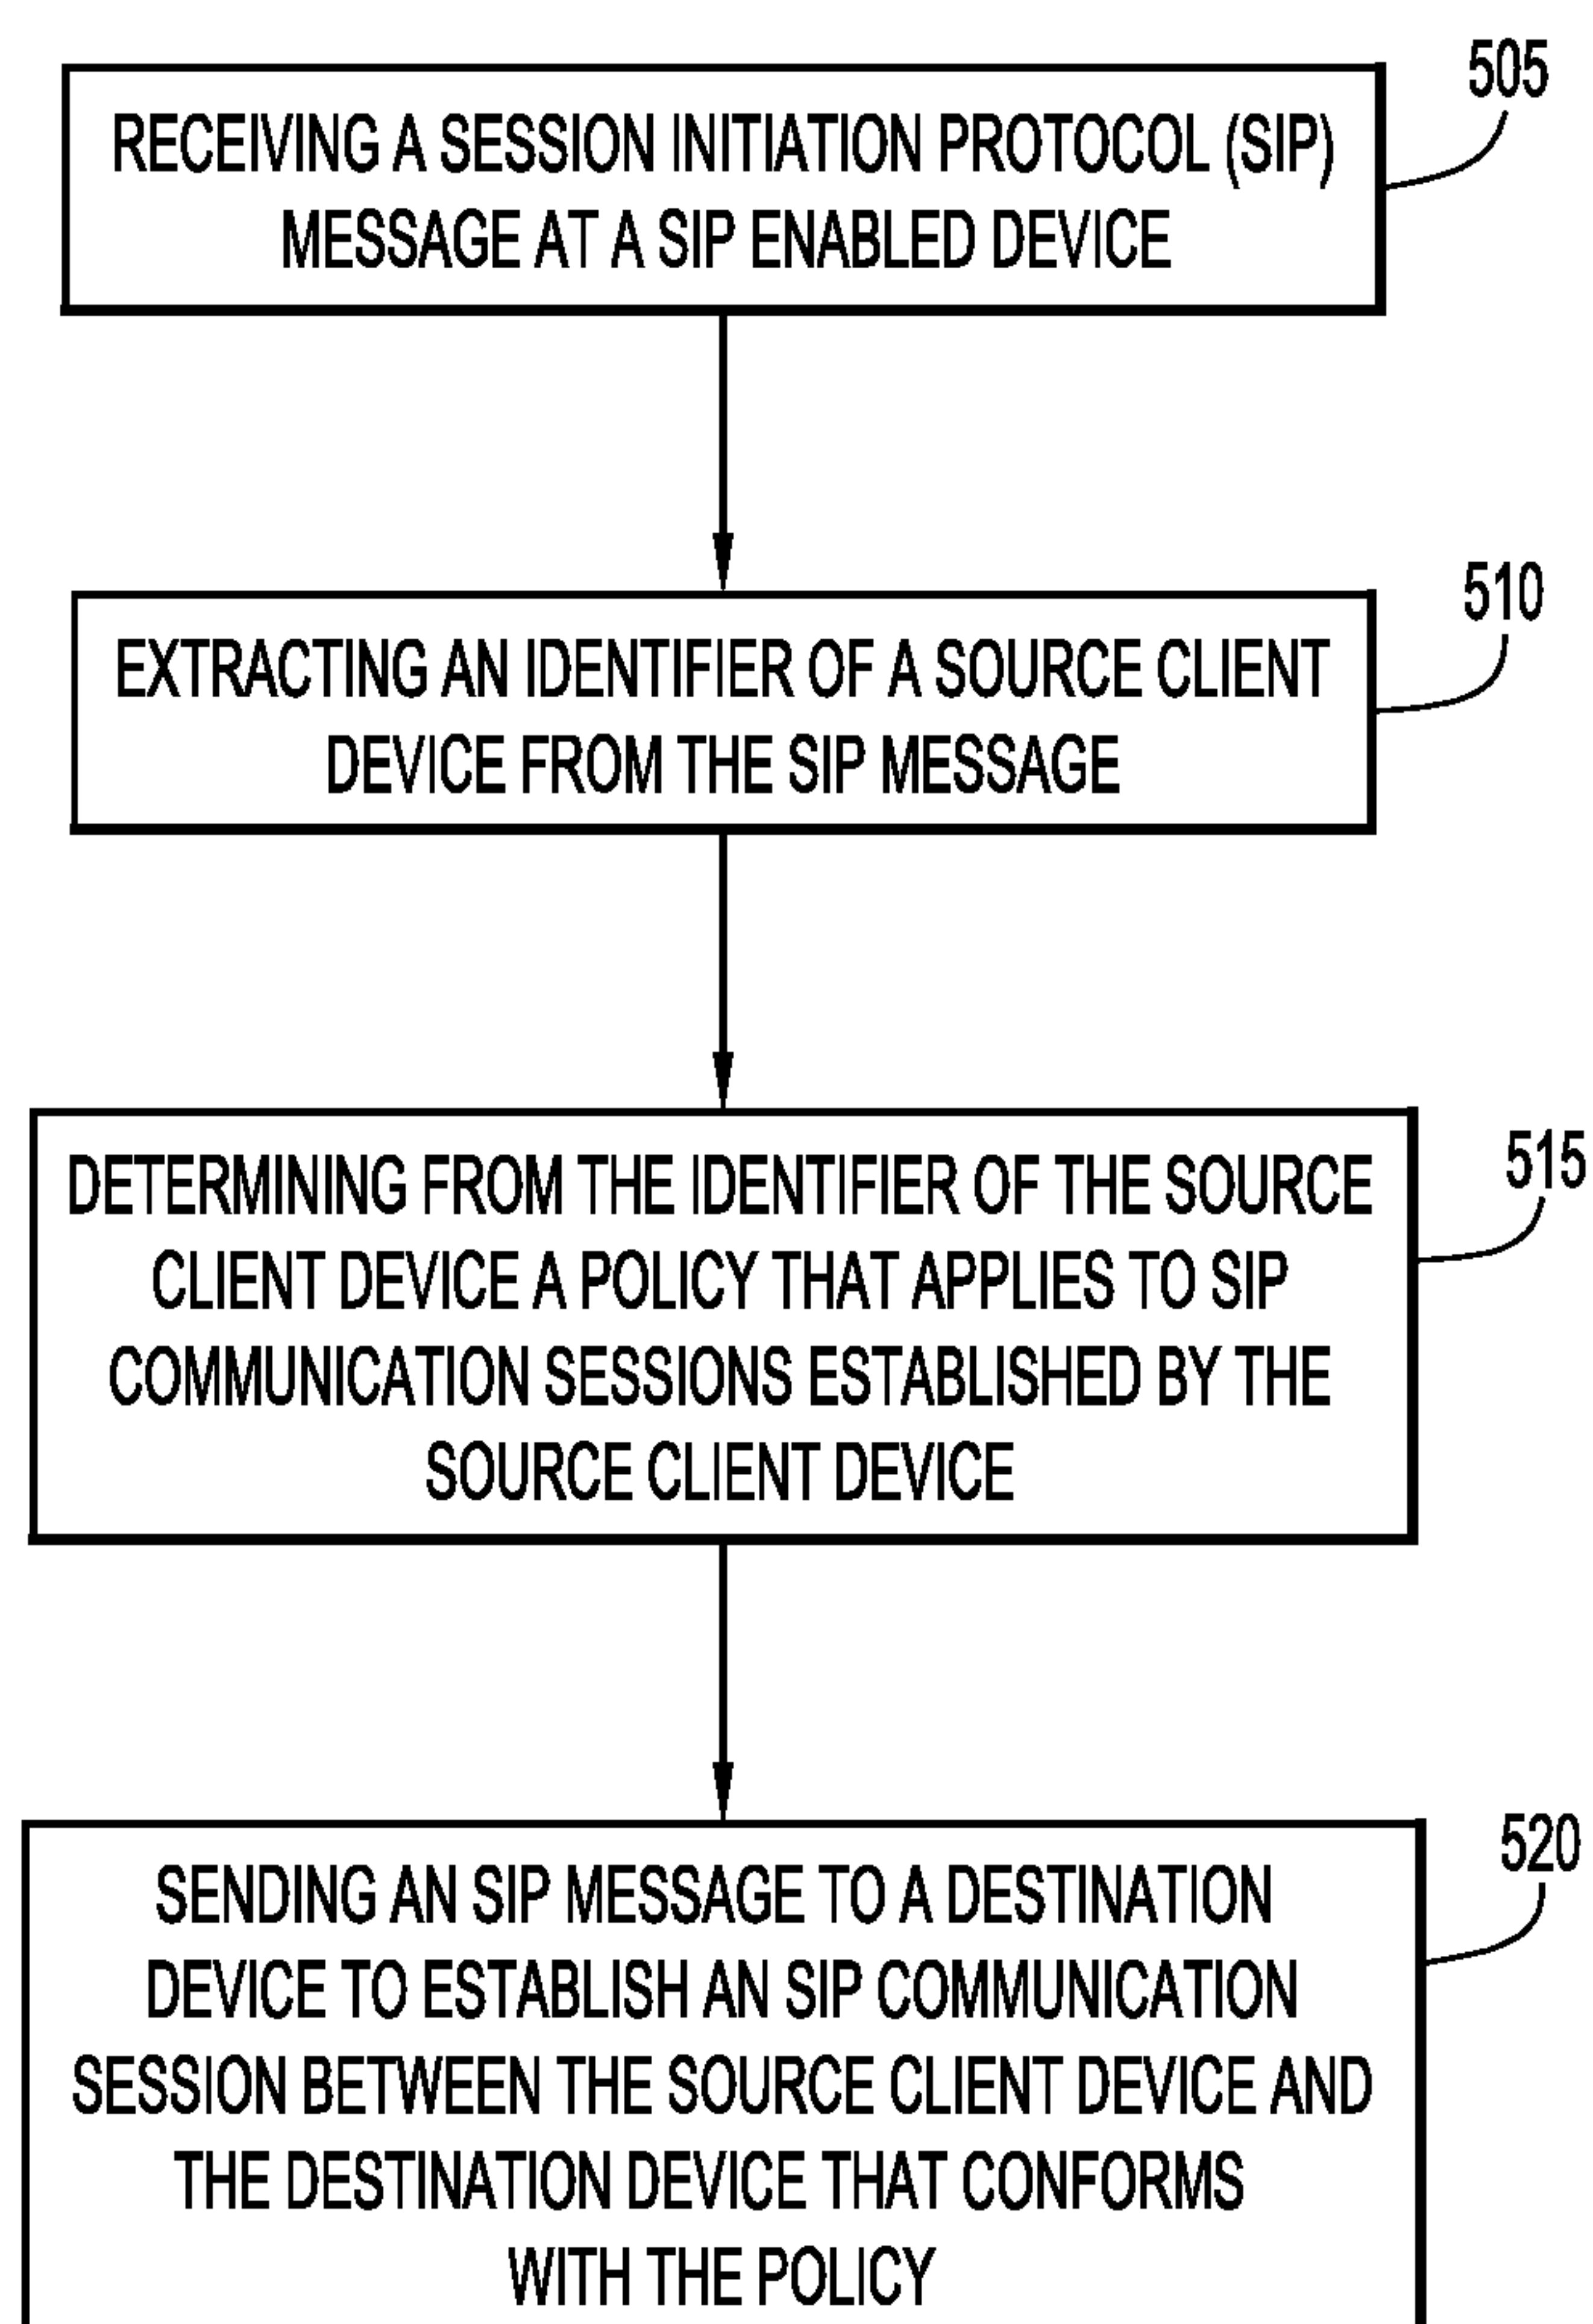 505
RECEIVING A SESSION INITIATION PROTOCOL (SIP)
MESSAGE AT A SIP ENABLED DEVICE
510
EXTRACTING AN IDENTIFIER OF A SOURCE CLIENT
DEVICE FROM THE SIP MESSAGE
515
DETERMINING FROM THE IDENTIFIER OF THE SOURCE
CLIENT DEVICE A POLICY THAT APPLIES TO SIP
COMMUNICATION SESSIONS ESTABLISHED BY THE
SOURCE CLIENT DEVICE
520
SENDING AN SIP MESSAGE TO A DESTINATION
DEVICE TO ESTABLISH AN SIP COMMUNICATION
SESSION BETWEEN THE SOURCE CLIENT DEVICE AND
THE DESTINATION DEVICE THAT CONFORMS
WITH THE POLICY